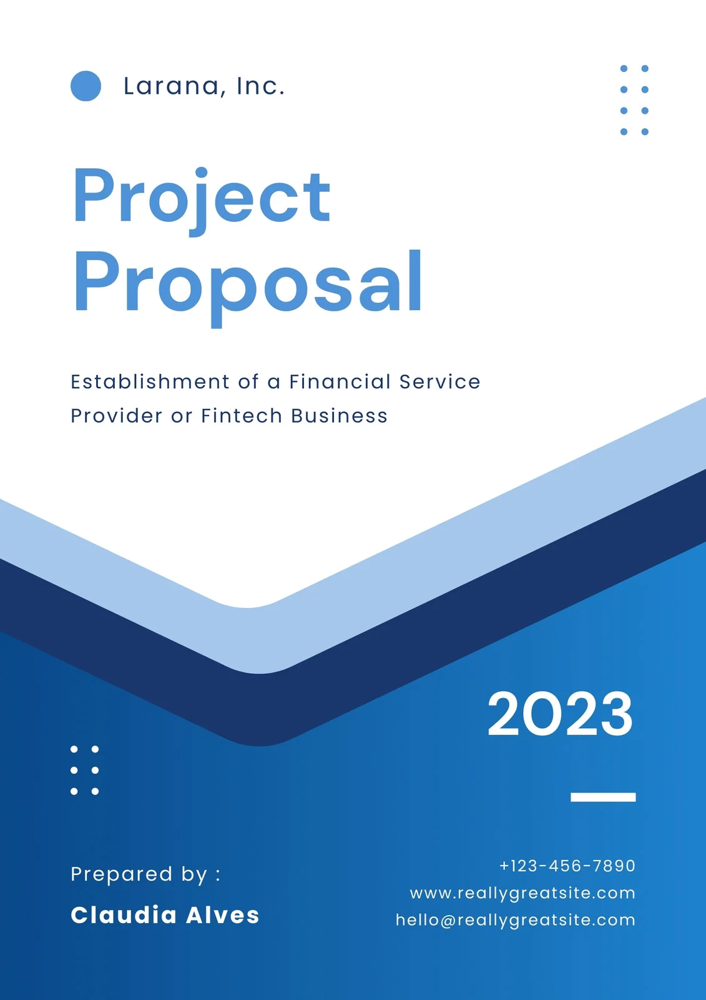 Larana, Inc.
Project
Proposal
Establishment of a Financial Service
Provider or Fintech Business
2023
Prepared by :
Claudia Alves
+123-456-7890
www.reallygreatsite.com
hello@reallygreatsite.com